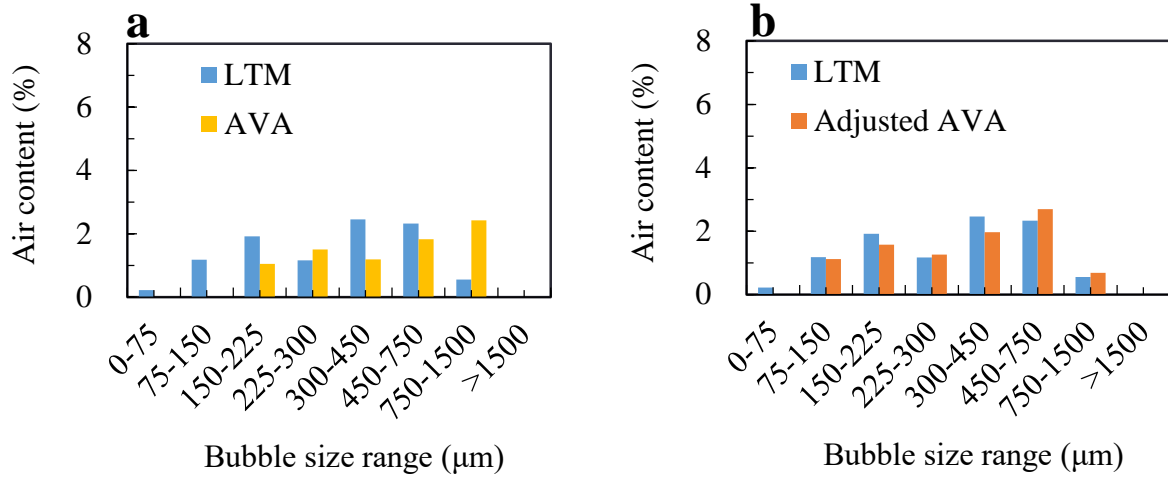 a
8
6
4
2
0
Air content (%)
LTM
AVA
0-75
75-150
150-225
225-300
300-450
450-750
750-1500
>1500
Bubble size range (μm)
b
8
6
4
2
0
Air content (%)
LTM
Adjusted AVA
0-75
75-150
150-225
225-300
300-450
450-750
750-1500
>1500
Bubble size range (μm)